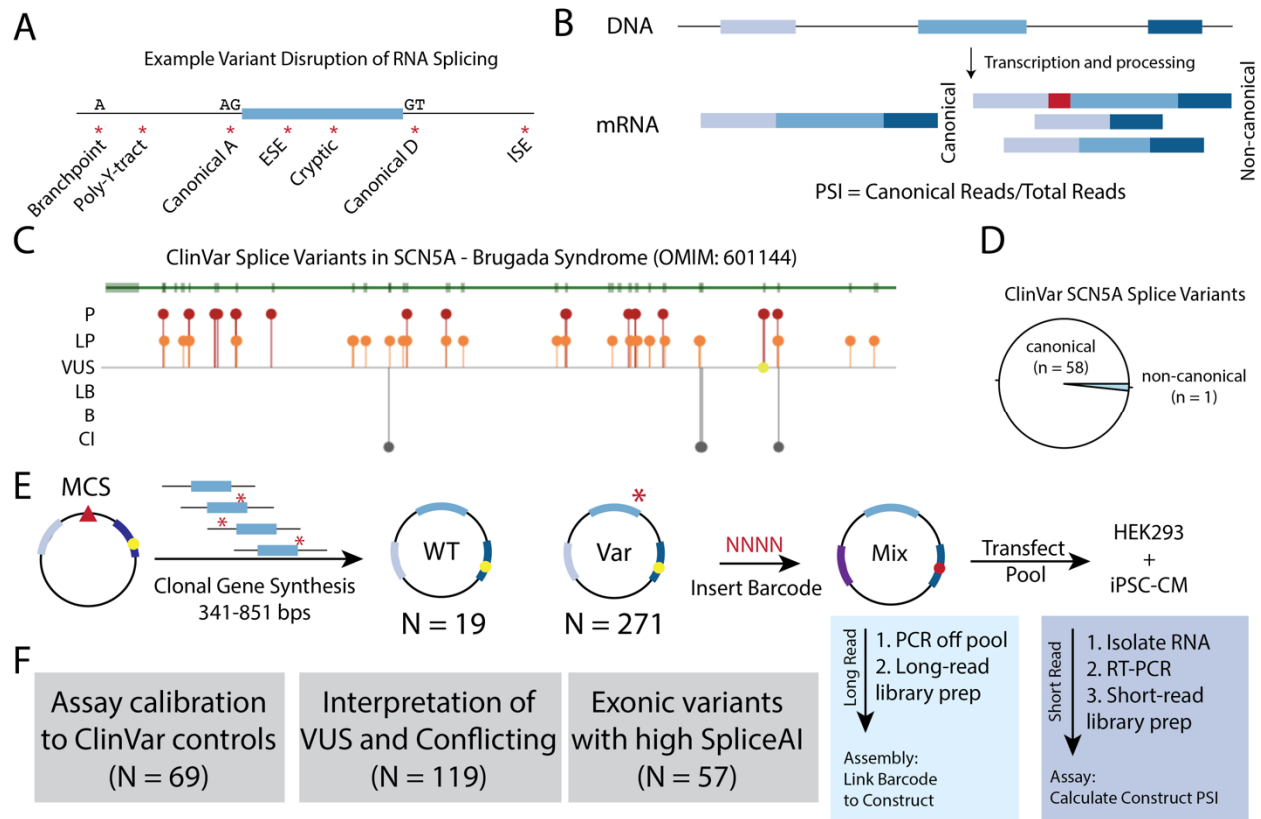 A
Example Variant Disruption of RNA Splicing
A
AG
GT
* * * * * * *
Branchpoint
Poly-Y-tract
Canonical A
ESE
Cryptic
Canonical D
ISE
B
DNA
Transcription and processing
mRNA
Canonical
Non-canonical
PSI = Canonical Reads/Total Reads
C
ClinVar Splice Variants in SCN5A - Brugada Syndrome (OMIM: 601144)
P
LP
VUS
LB
B
CI
D
ClinVar SCN5A Splice Variants
canonical
(n = 58)
non-canonical
(n = 1)
E
MCS
* * *
Clonal Gene Synthesis
341-851 bps
WT
N = 19
*
Var
N = 271
NNNN
Insert Barcode
Mix
Transfect
Pool
HEK293
+
iPSC-CM
Long Read
1. PCR off pool
2. Long-read
library prep
Assembly:
Link Barcode
to Construct
Short Read
1. Isolate RNA
2. RT-PCR
3. Short-read
library prep
Assay:
Calculate Construct PSI
F
Assay calibration
to ClinVar controls
(N = 69)
Interpretation of
VUS and Conflicting
(N = 119)
Exonic variants
with high SpliceAI
(N = 57)